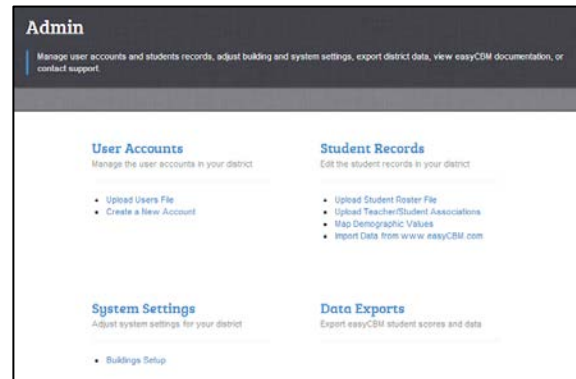 Admin
Manage user accounts and students records, adjust building and system settings, export district data, view easyCBM documentation, or
contact support.
User Accounts
Manage the user accounts in your district
Upload Users File
Create a New Account
Student Records
Edit the student records in your district
Upload Student Roster File
Upload Teacher/Student Associations
Map Demographic Values
Import Data from www.easyCBM.com
System Settings
Adjust system settings for your district
Buildings Setup
Data Exports
Export easyCBM student scores and data